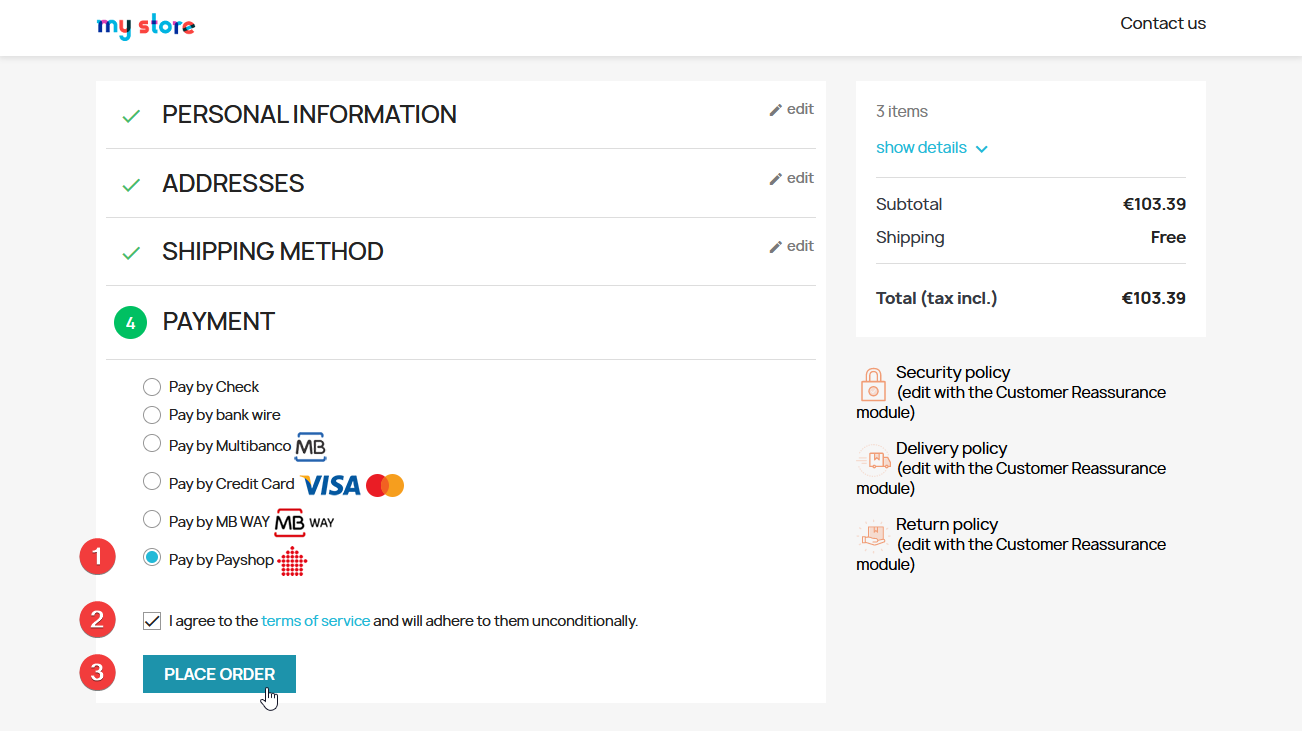 my store
Contact us
PERSONAL INFORMATION
edit
ADDRESSES
edit
SHIPPING METHOD
edit
4 PAYMENT
Pay by Check
Pay by bank wire
Pay by Multibanco MB
Pay by Credit Card VISA
Pay by MB WAY MB WAY
1 Pay by Payshop
2 I agree to the terms of service and will adhere to them unconditionally.
3 PLACE ORDER
3 items
show details
Subtotal €103.39
Shipping Free
Total (tax incl.) €103.39
Security policy
(edit with the Customer Reassurance
module)
Delivery policy
(edit with the Customer Reassurance
module)
Return policy
(edit with the Customer Reassurance
module)